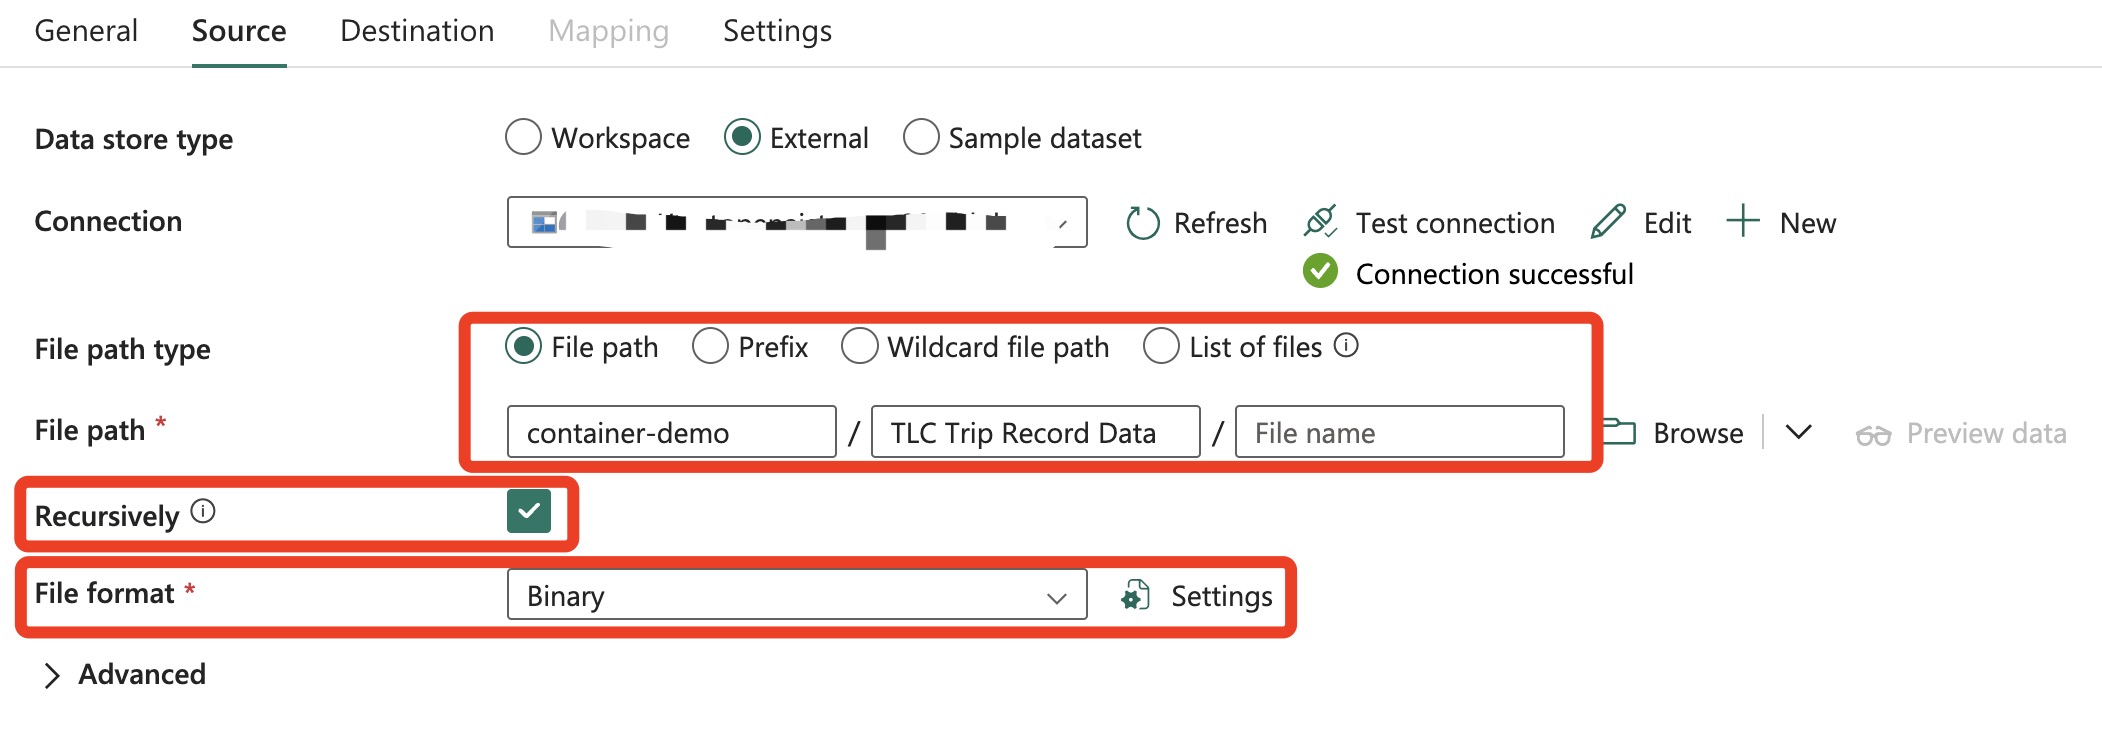 General Source Destination Mapping Settings
Data store type Workspace External Sample dataset
Connection Refresh Test connection Edit New
Connection successful
File path type File path Prefix Wildcard file path List of files
File path * container-demo / TLC Trip Record Data / File name Browse Preview data
Recursively
File format * Binary Settings
Advanced